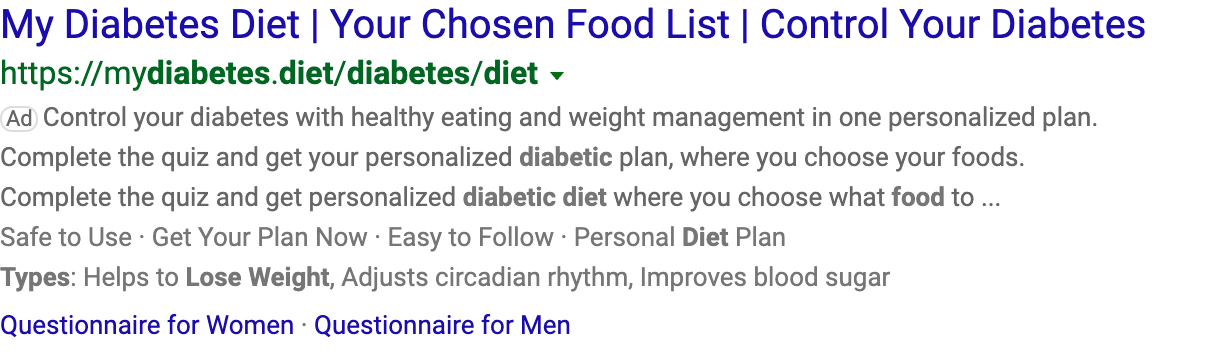 My Diabetes Diet | Your Chosen Food List | Control Your Diabetes
https://mydiabetes.diet/diabetes/diet
Ad Control your diabetes with healthy eating and weight management in one personalized plan.
Complete the quiz and get your personalized diabetic plan, where you choose your foods.
Complete the quiz and get personalized diabetic diet where you choose what food to ...
Safe to Use · Get Your Plan Now · Easy to Follow · Personal Diet Plan
Types: Helps to Lose Weight, Adjusts circadian rhythm, Improves blood sugar
Questionnaire for Women · Questionnaire for Men